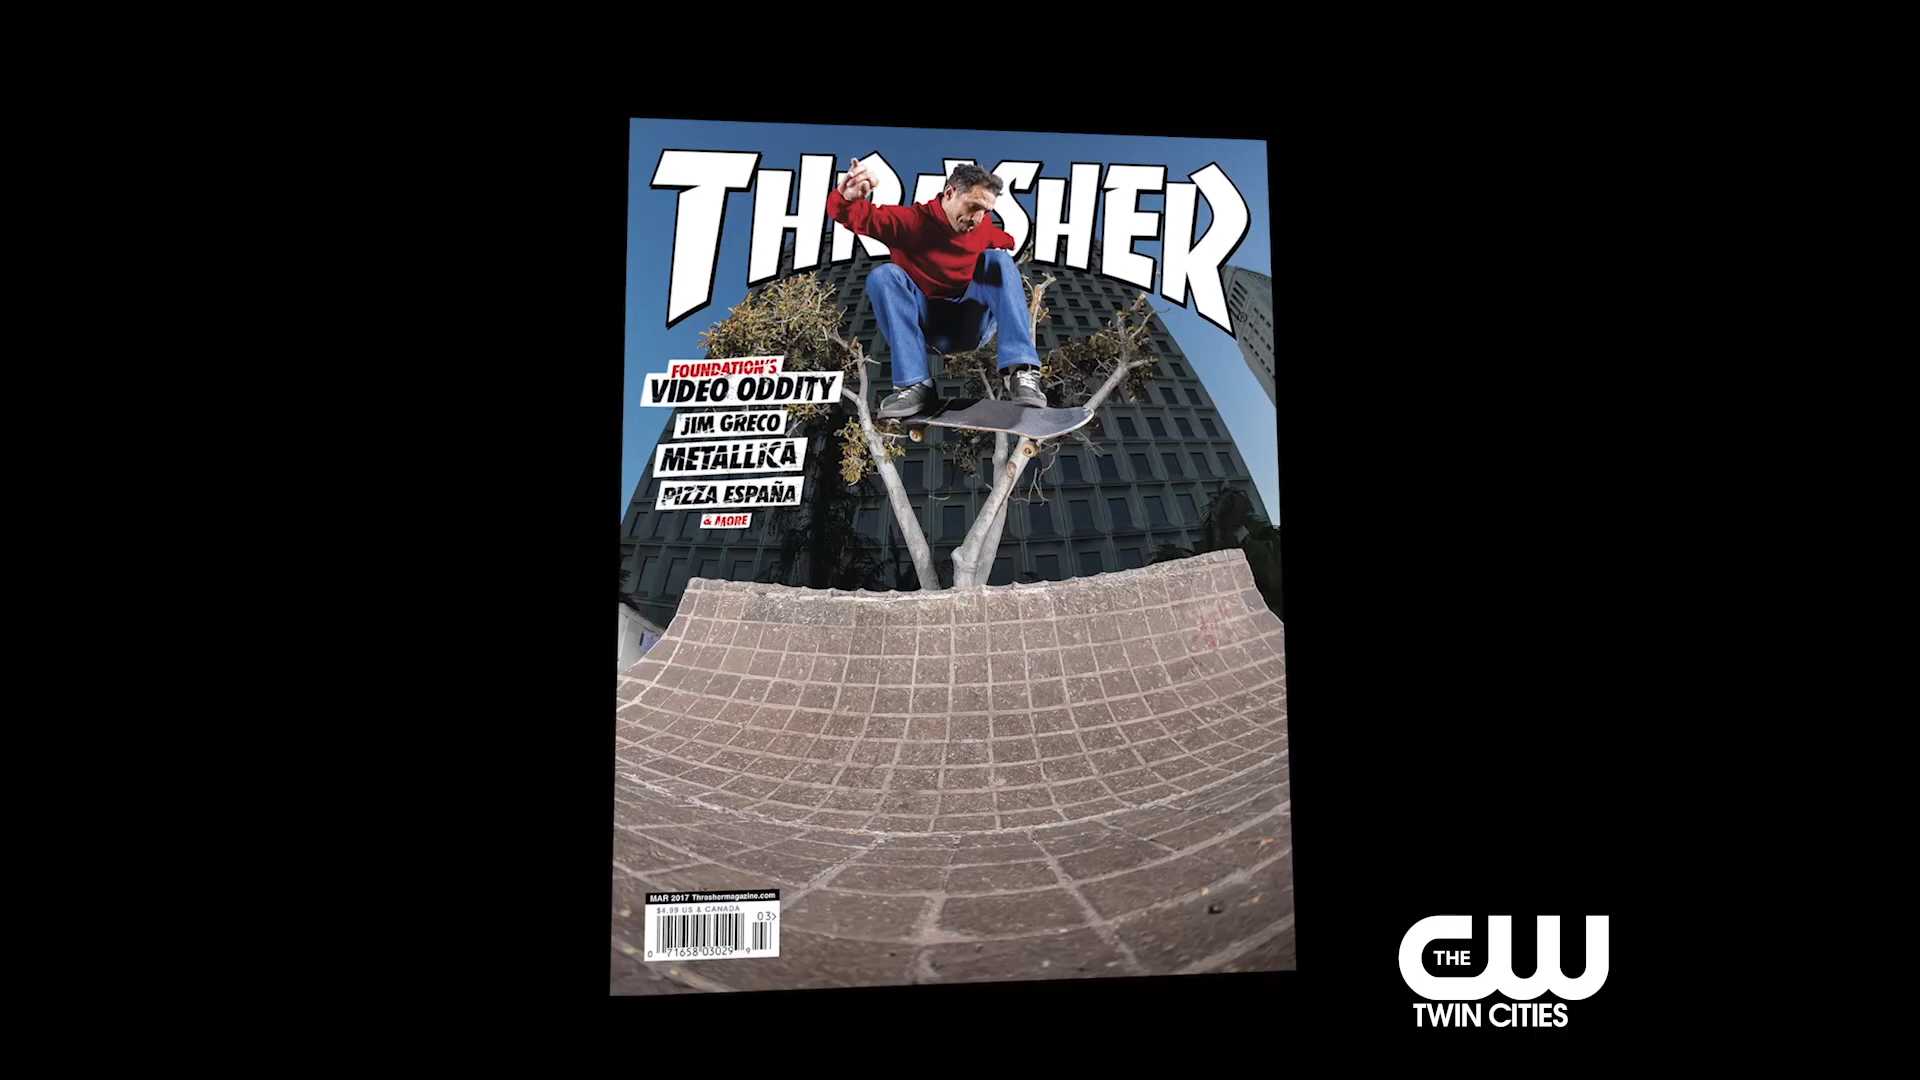 THRASHER
FOUNDATION'S
VIDEO ODDITY
JIM GRECO
METALLICA
PIZZA ESPAÑA
& MORE
MAR 2017 Thrashermagazine.com
$4.99 US & CANADA
03>
0 71658 03029 9
THE CW
TWIN CITIES